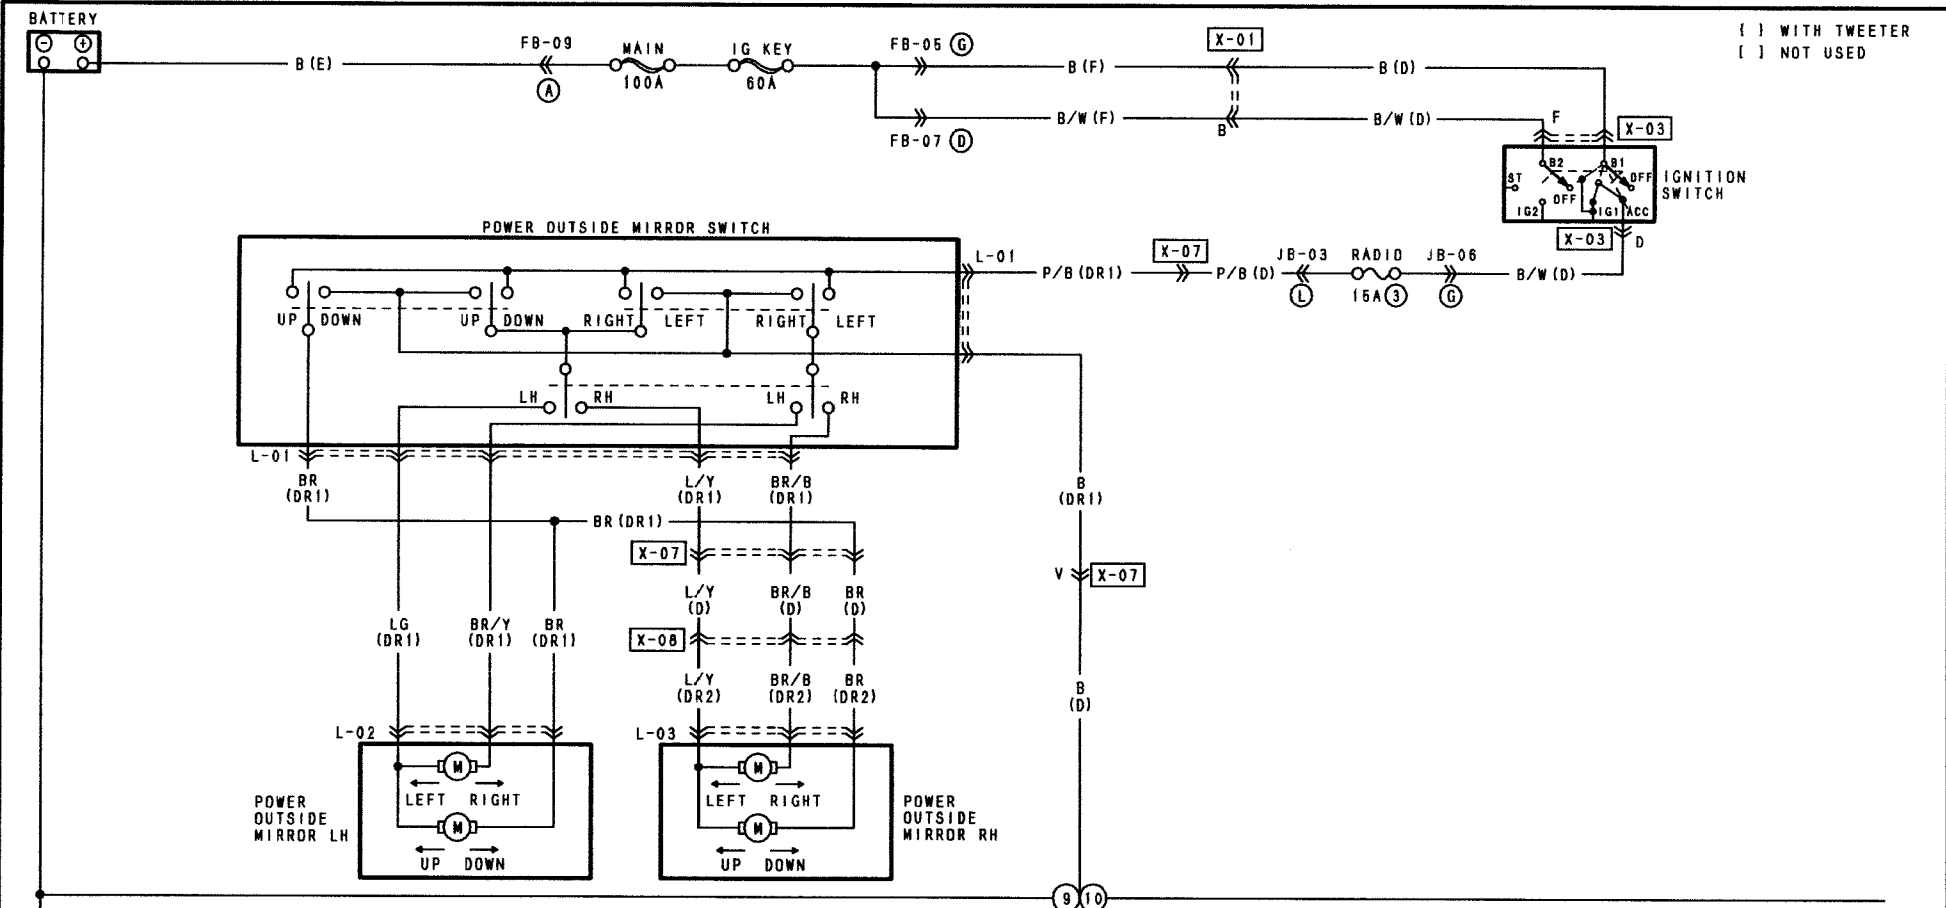 BATTERY
- +
B (E)
FB-09
A
MAIN
100A
IG KEY
60A
FB-05 G
B (F)
X-01
B (D)
{ } WITH TWEETER
[ ] NOT USED
FB-07 D
B/W (F)
B
B/W (D)
F
X-03
B2 B1
ST OFF OFF
IG2 IG1 ACC
IGNITION
SWITCH
X-03 D
POWER OUTSIDE MIRROR SWITCH
L-01
P/B (DR1)
X-07
P/B (D)
JB-03
L
RADIO
15A 3
JB-06
G
B/W (D)
UP DOWN UP DOWN RIGHT LEFT RIGHT LEFT
LH RH LH RH
L-01
BR
(DR1)
L/Y
(DR1)
BR/B
(DR1)
B
(DR1)
BR (DR1)
X-07
V X-07
L/Y
(D)
BR/B
(D)
BR
(D)
LG
(DR1)
BR/Y
(DR1)
BR
(DR1)
X-08
L/Y
(DR2)
BR/B
(DR2)
BR
(DR2)
B
(D)
L-02
L-03
M
LEFT RIGHT
M
UP DOWN
POWER
OUTSIDE
MIRROR LH
M
LEFT RIGHT
M
UP DOWN
POWER
OUTSIDE
MIRROR RH
9 10